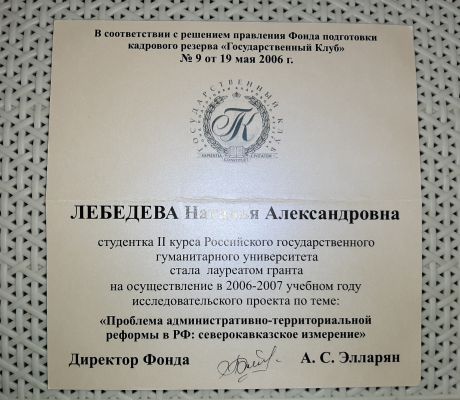 В соответствии с решением правления Фонда подготовки
кадрового резерва «Государственный Клуб»
№ 9 от 19 мая 2006 г.
ГОСУДАРСТВЕННЫЙ КЛУБ
ГК
ЛЕБЕДЕВА Наталья Александровна
студентка II курса Российского государственного
гуманитарного университета
стала лауреатом гранта
на осуществление в 2006-2007 учебном году
исследовательского проекта по теме:
«Проблема административно-территориальной
реформы в РФ: северокавказское измерение»
Директор Фонда А. С. Элларян